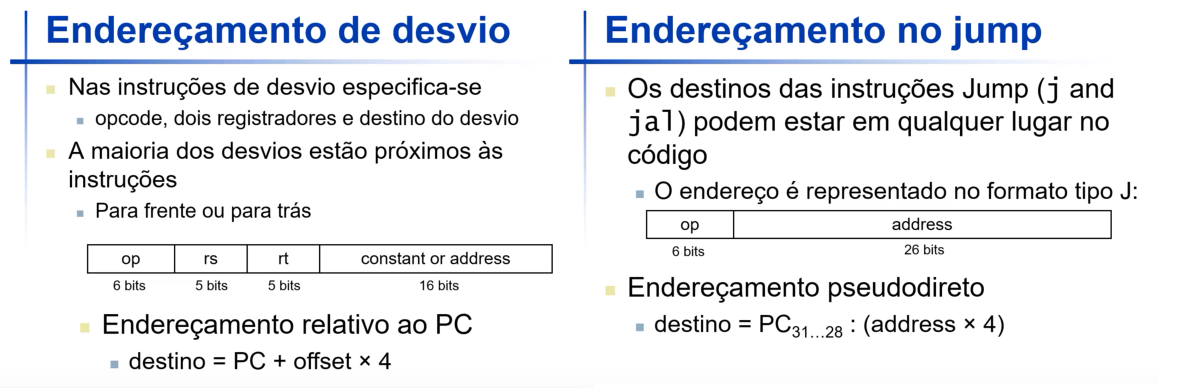 Endereçamento de desvio
Nas instruções de desvio especifica-se
opcode, dois registradores e destino do desvio
A maioria dos desvios estão próximos às
instruções
Para frente ou para trás
op rs rt constant or address
6 bits 5 bits 5 bits 16 bits
Endereçamento relativo ao PC
destino = PC + offset × 4
Endereçamento no jump
Os destinos das instruções Jump (j and
jal) podem estar em qualquer lugar no
código
O endereço é representado no formato tipo J:
op address
6 bits 26 bits
Endereçamento pseudodireto
destino = PC31…28 : (address × 4)